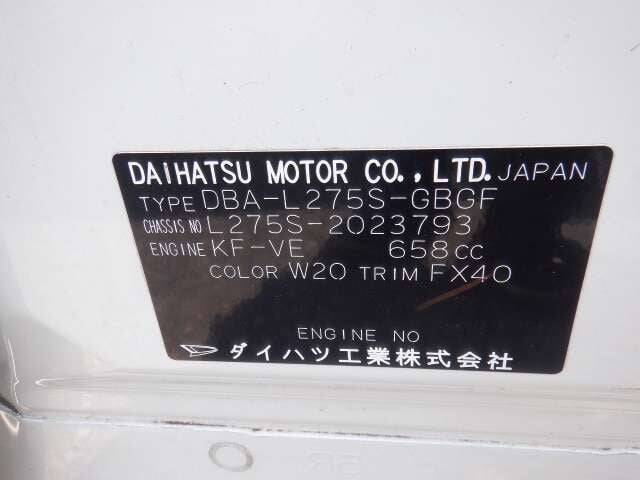 DAIHATSU MOTOR CO., LTD. JAPAN
TYPE DBA-L275S-GBGF
CHASSIS NO L275S-2023793
ENGINE KF-VE 658cc
COLOR W20 TRIM FX40
ENGINE NO
ダイハツ工業株式会社